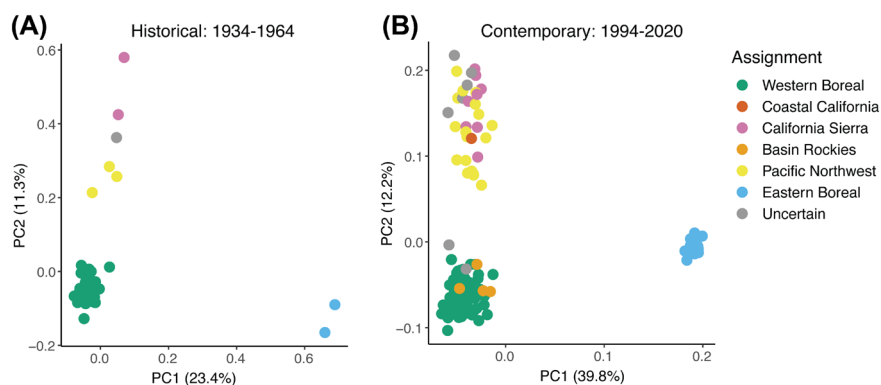 (A)
Historical: 1934-1964
0.6
0.4
0.2
0.0
−0.2
PC2 (11.3%)
0.0 0.2 0.4 0.6
PC1 (23.4%)
(B)
Contemporary: 1994-2020
0.2
0.1
0.0
−0.1
PC2 (12.2%)
0.0 0.1 0.2
PC1 (39.8%)
Assignment
Western Boreal
Coastal California
California Sierra
Basin Rockies
Pacific Northwest
Eastern Boreal
Uncertain